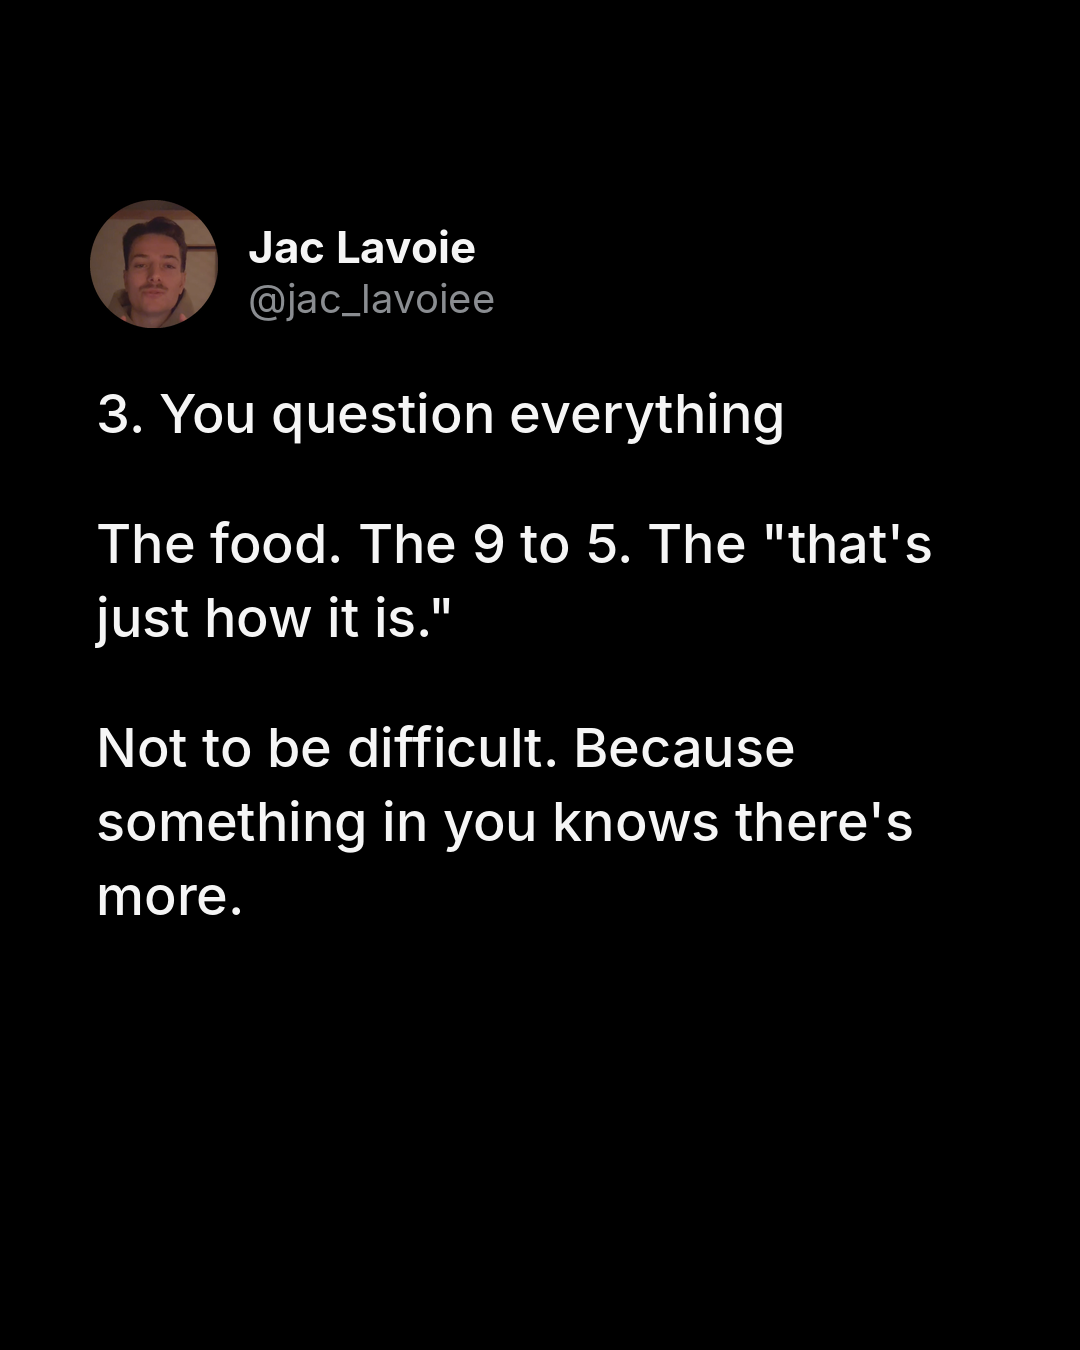 Jac Lavoie
@jac_lavoiee
3. You question everything
The food. The 9 to 5. The "that's
just how it is."
Not to be difficult. Because
something in you knows there's
more.